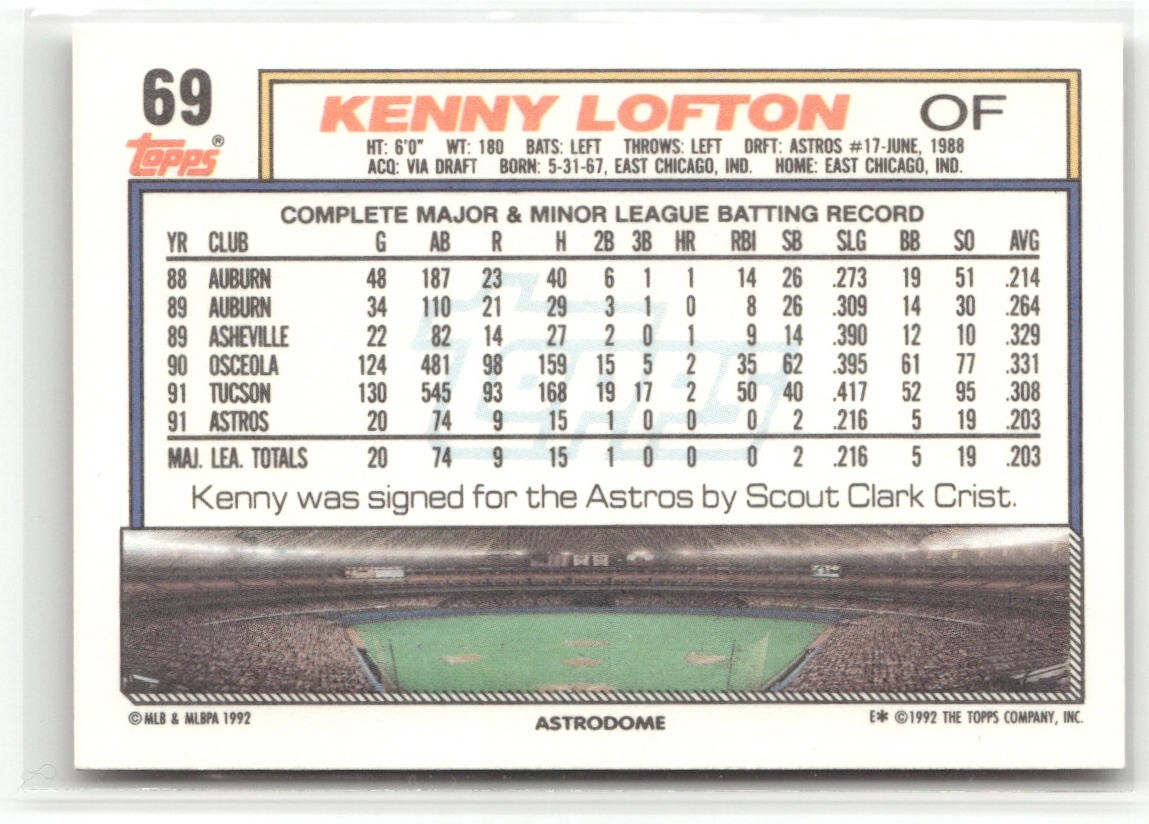 69
Topps®
KENNY LOFTON OF
HT: 6'0" WT: 180 BATS: LEFT THROWS: LEFT DRFT: ASTROS #17-JUNE, 1988
ACQ: VIA DRAFT BORN: 5-31-67, EAST CHICAGO, IND. HOME: EAST CHICAGO, IND.
COMPLETE MAJOR & MINOR LEAGUE BATTING RECORD
YR CLUB G AB R H 2B 3B HR RBI SB SLG BB SO AVG
88 AUBURN 48 187 23 40 6 1 1 14 26 .273 19 51 .214
89 AUBURN 34 110 21 29 3 1 0 8 26 .309 14 30 .264
89 ASHEVILLE 22 82 14 27 2 0 1 9 14 .390 12 10 .329
90 OSCEOLA 124 481 98 159 15 5 2 35 62 .395 61 77 .331
91 TUCSON 130 545 93 168 19 17 2 50 40 .417 52 95 .308
91 ASTROS 20 74 9 15 1 0 0 0 2 .216 5 19 .203
MAJ. LEA. TOTALS 20 74 9 15 1 0 0 0 2 .216 5 19 .203
Topps
Kenny was signed for the Astros by Scout Clark Crist.
©MLB & MLBPA 1992
ASTRODOME
E* ©1992 THE TOPPS COMPANY, INC.